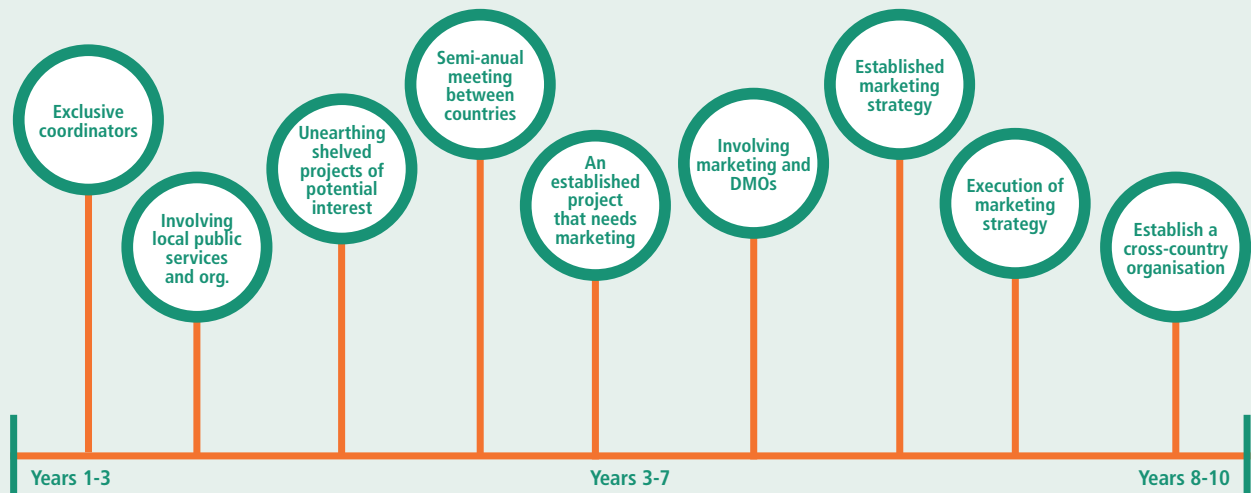 Exclusive
coordinators
Involving
local public
services
and org.
Unearthing
shelved
projects of
potential
interest
Semi-anual
meeting
between
countries
An
established
project
that needs
marketing
Involving
marketing and
DMOs
Established
marketing
strategy
Execution of
marketing
strategy
Establish a
cross-country
organisation
Years 1-3
Years 3-7
Years 8-10